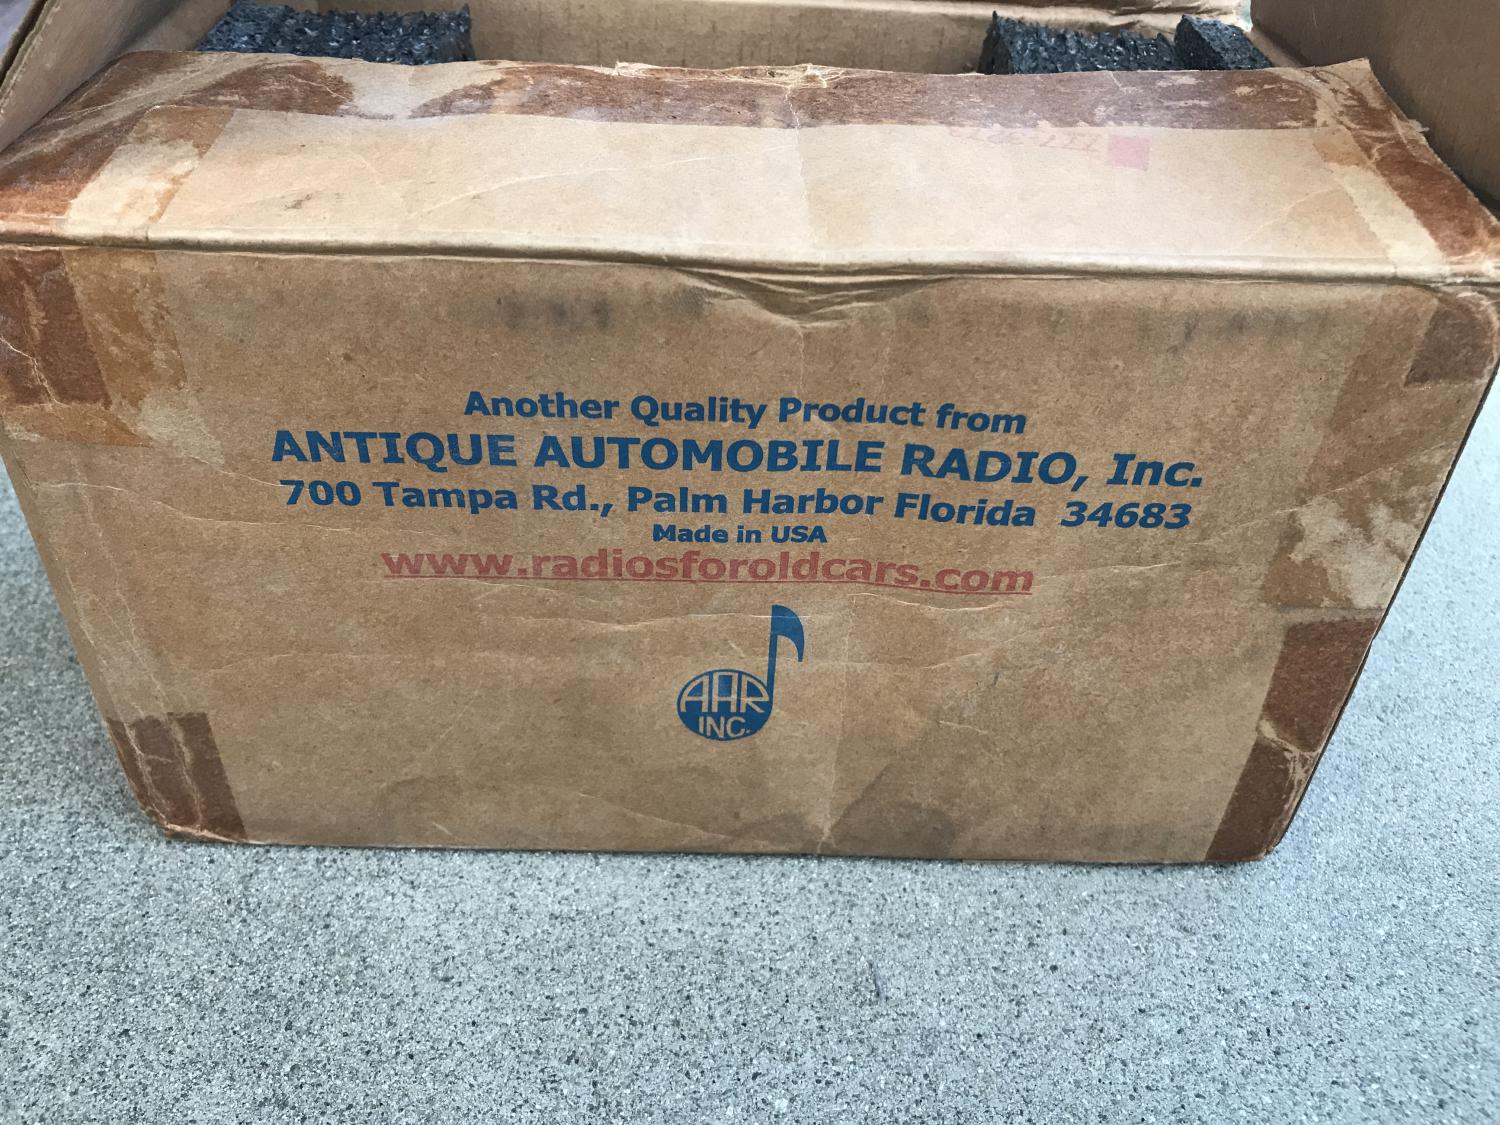 Another Quality Product from
ANTIQUE AUTOMOBILE RADIO, Inc.
700 Tampa Rd., Palm Harbor Florida 34683
Made in USA
www.radiosforoldcars.com
AAR
INC.